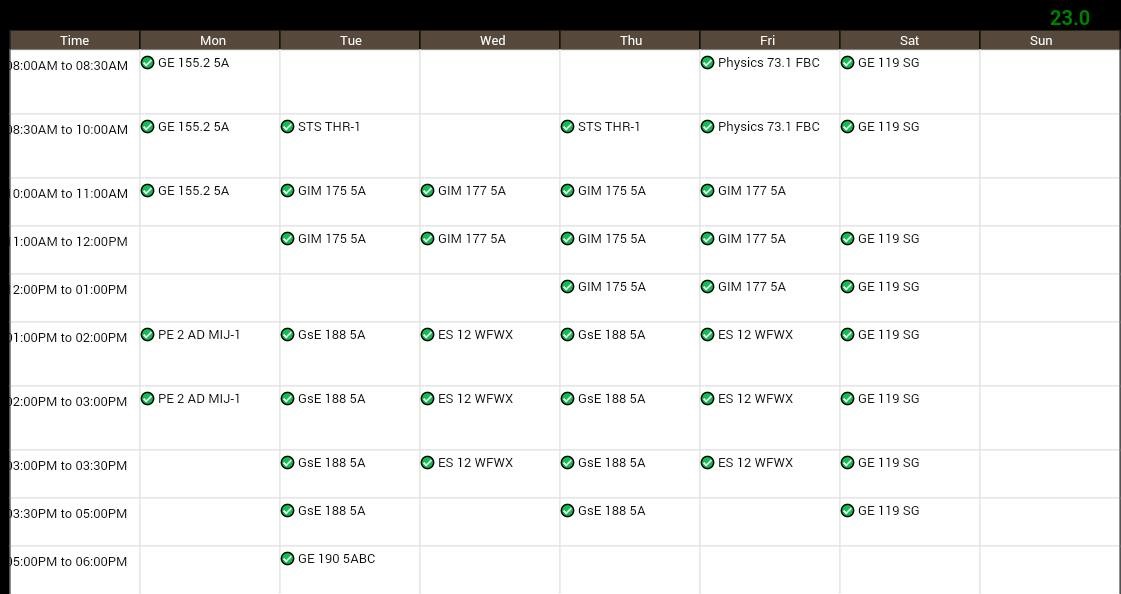 23.0
Time Mon Tue Wed Thu Fri Sat Sun
8:00AM to 08:30AM GE 155.2 5A Physics 73.1 FBC GE 119 SG
8:30AM to 10:00AM GE 155.2 5A STS THR-1 STS THR-1 Physics 73.1 FBC GE 119 SG
0:00AM to 11:00AM GE 155.2 5A GIM 175 5A GIM 177 5A GIM 175 5A GIM 177 5A
1:00AM to 12:00PM GIM 175 5A GIM 177 5A GIM 175 5A GIM 177 5A GE 119 SG
2:00PM to 01:00PM GIM 175 5A GIM 177 5A GE 119 SG
01:00PM to 02:00PM PE 2 AD MIJ-1 GsE 188 5A ES 12 WFWX GsE 188 5A ES 12 WFWX GE 119 SG
02:00PM to 03:00PM PE 2 AD MIJ-1 GsE 188 5A ES 12 WFWX GsE 188 5A ES 12 WFWX GE 119 SG
03:00PM to 03:30PM GsE 188 5A ES 12 WFWX GsE 188 5A ES 12 WFWX GE 119 SG
03:30PM to 05:00PM GsE 188 5A GsE 188 5A GE 119 SG
05:00PM to 06:00PM GE 190 5ABC